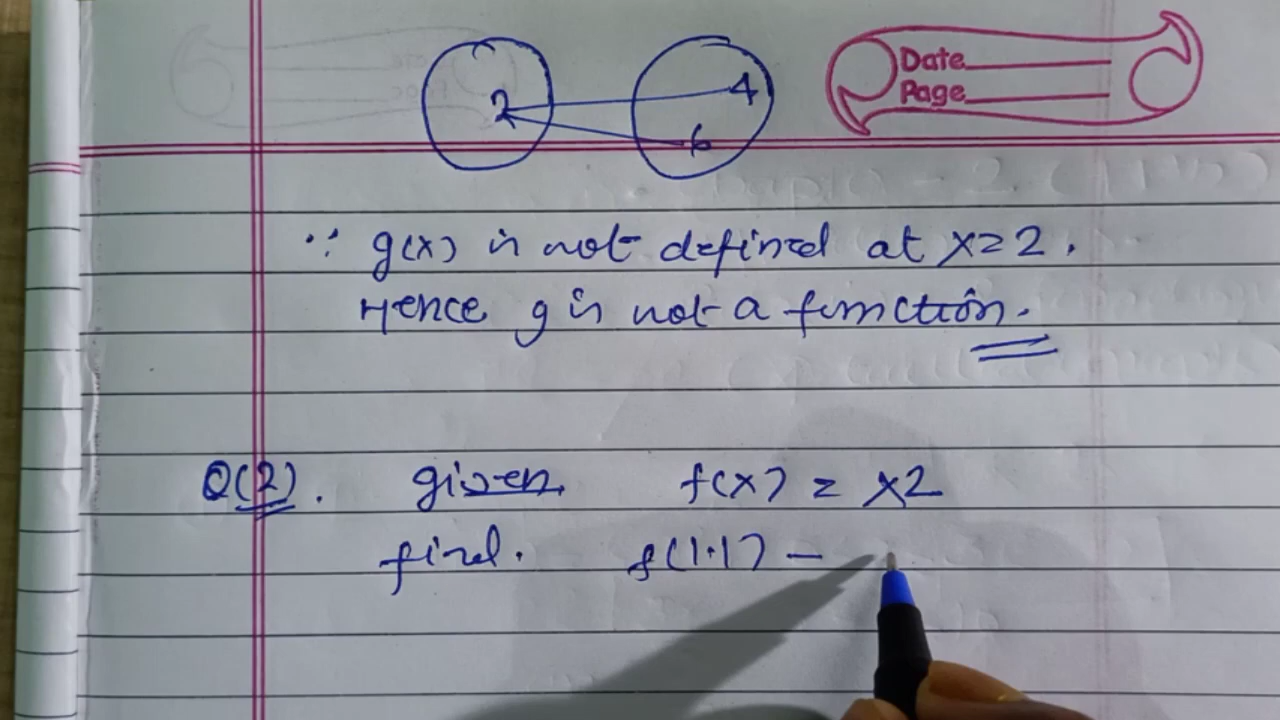 Date
Page
2 4
6
∵ g(x) is not defined at x=2.
Hence g is not a function.
Q(2). given f(x) = x2
find. f(1.1) –